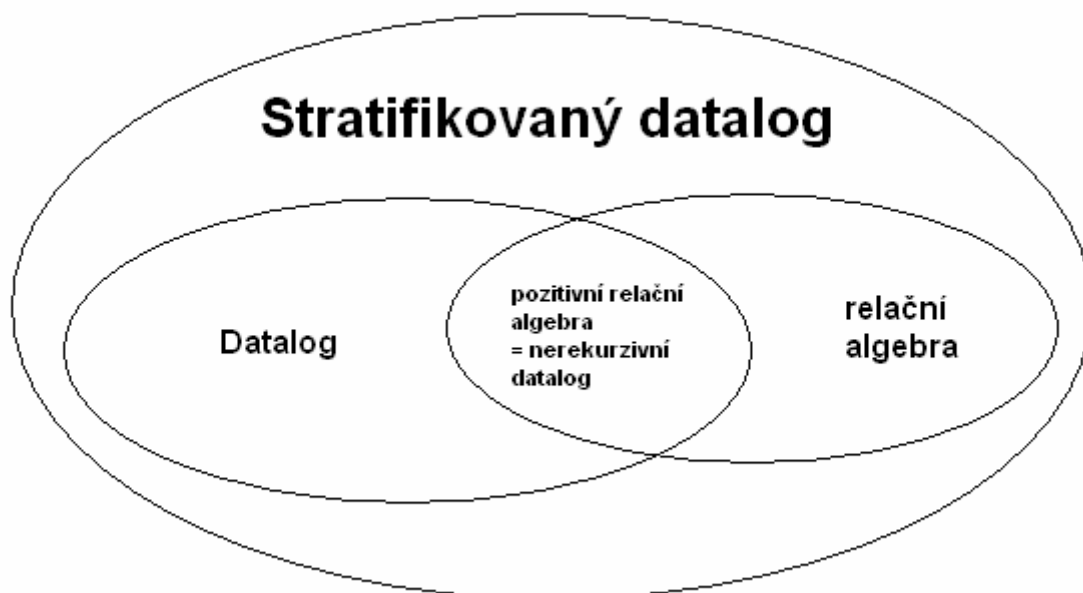 Stratifikovaný datalog
Datalog
pozitivní relační
algebra
= nerekurzivní
datalog
relační
algebra